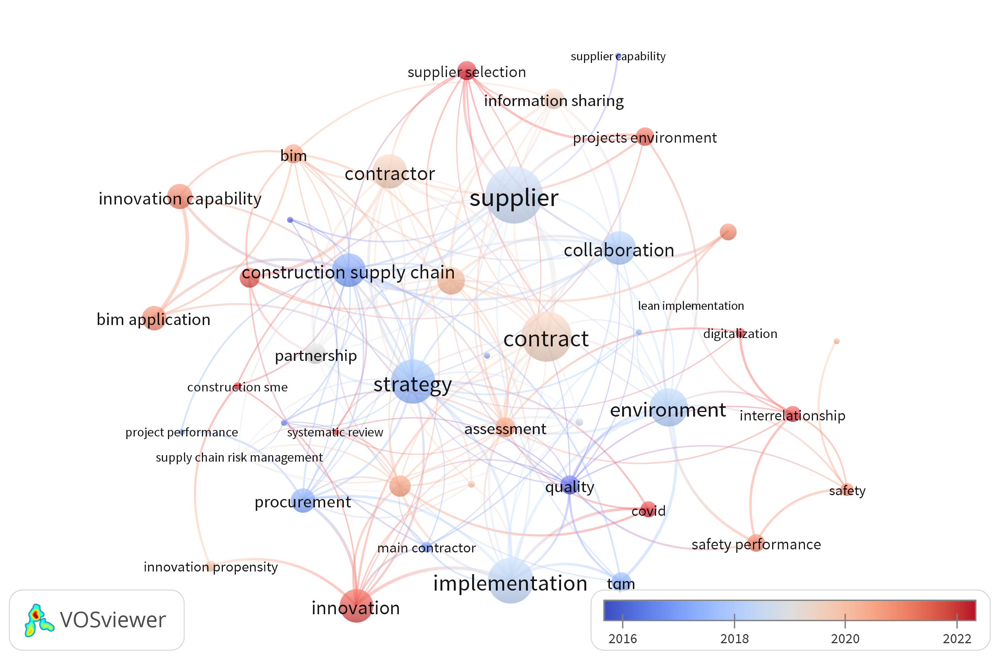 supplier capability
supplier selection
information sharing
projects environment
bim
contractor
innovation capability
supplier
collaboration
construction supply chain
lean implementation
bim application
digitalization
contract
partnership
strategy
construction sme
environment
interrelationship
assessment
project performance
systematic review
supply chain risk management
quality
safety
procurement
covid
safety performance
main contractor
innovation propensity
implementation
tqm
innovation
VOSviewer
2016 2018 2020 2022